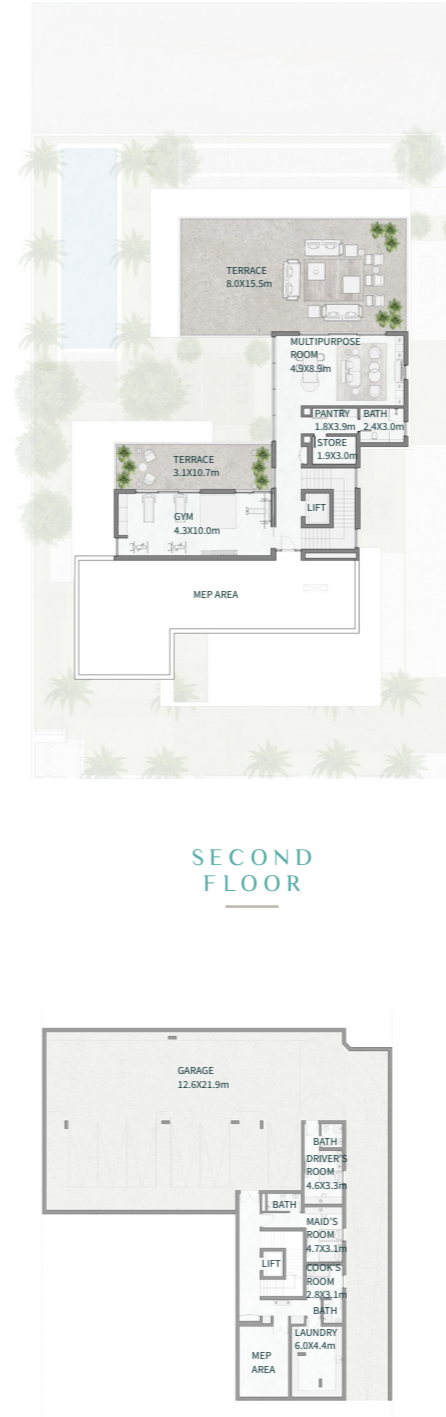 TERRACE
8.0X15.5m
MULTIPURPOSE
ROOM
4.9X8.9m
PANTRY
1.8X3.9m
BATH
2.4X3.0m
STORE
1.9X3.0m
TERRACE
3.1X10.7m
LIFT
GYM
4.3X10.0m
MEP AREA
SECOND
FLOOR
GARAGE
12.6X21.9m
BATH
DRIVER'S
ROOM
4.6X3.3m
BATH
MAID'S
ROOM
4.7X3.1m
LIFT
COOK'S
ROOM
2.8X3.1m
BATH
LAUNDRY
6.0X4.4m
MEP
AREA